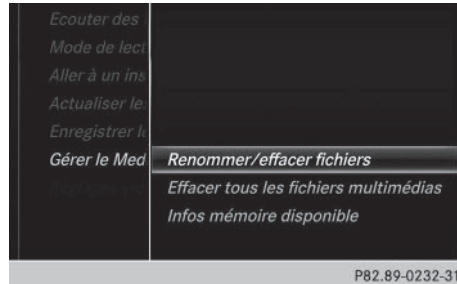 Ecouter des
Mode de lect
Aller à un ins
Actualiser le
Enregistrer l
Gérer le Med
Renommer/effacer fichiers
Effacer tous les fichiers multimédias
Infos mémoire disponible
P82.89-0232-31